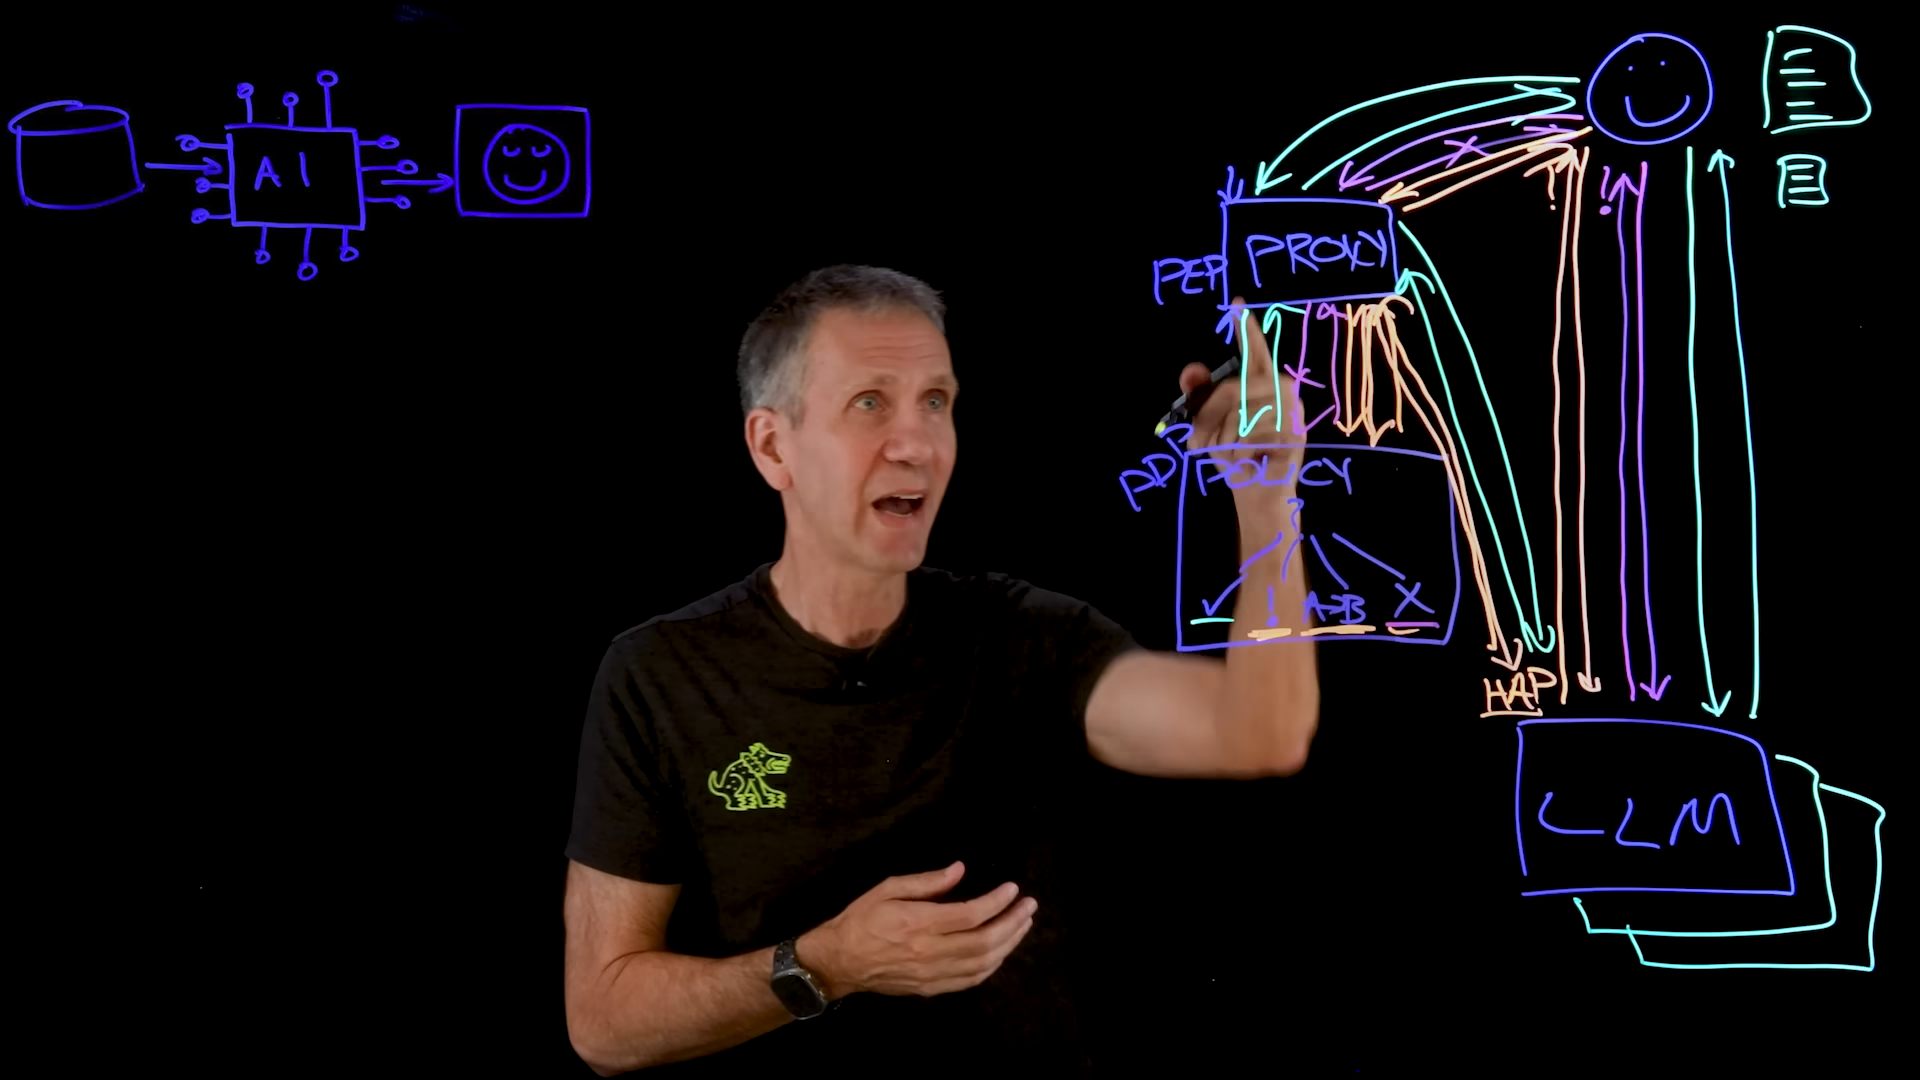 AI
PEP
PROXY
PDP
POLICY
?
! A→B X
HAP
LLM